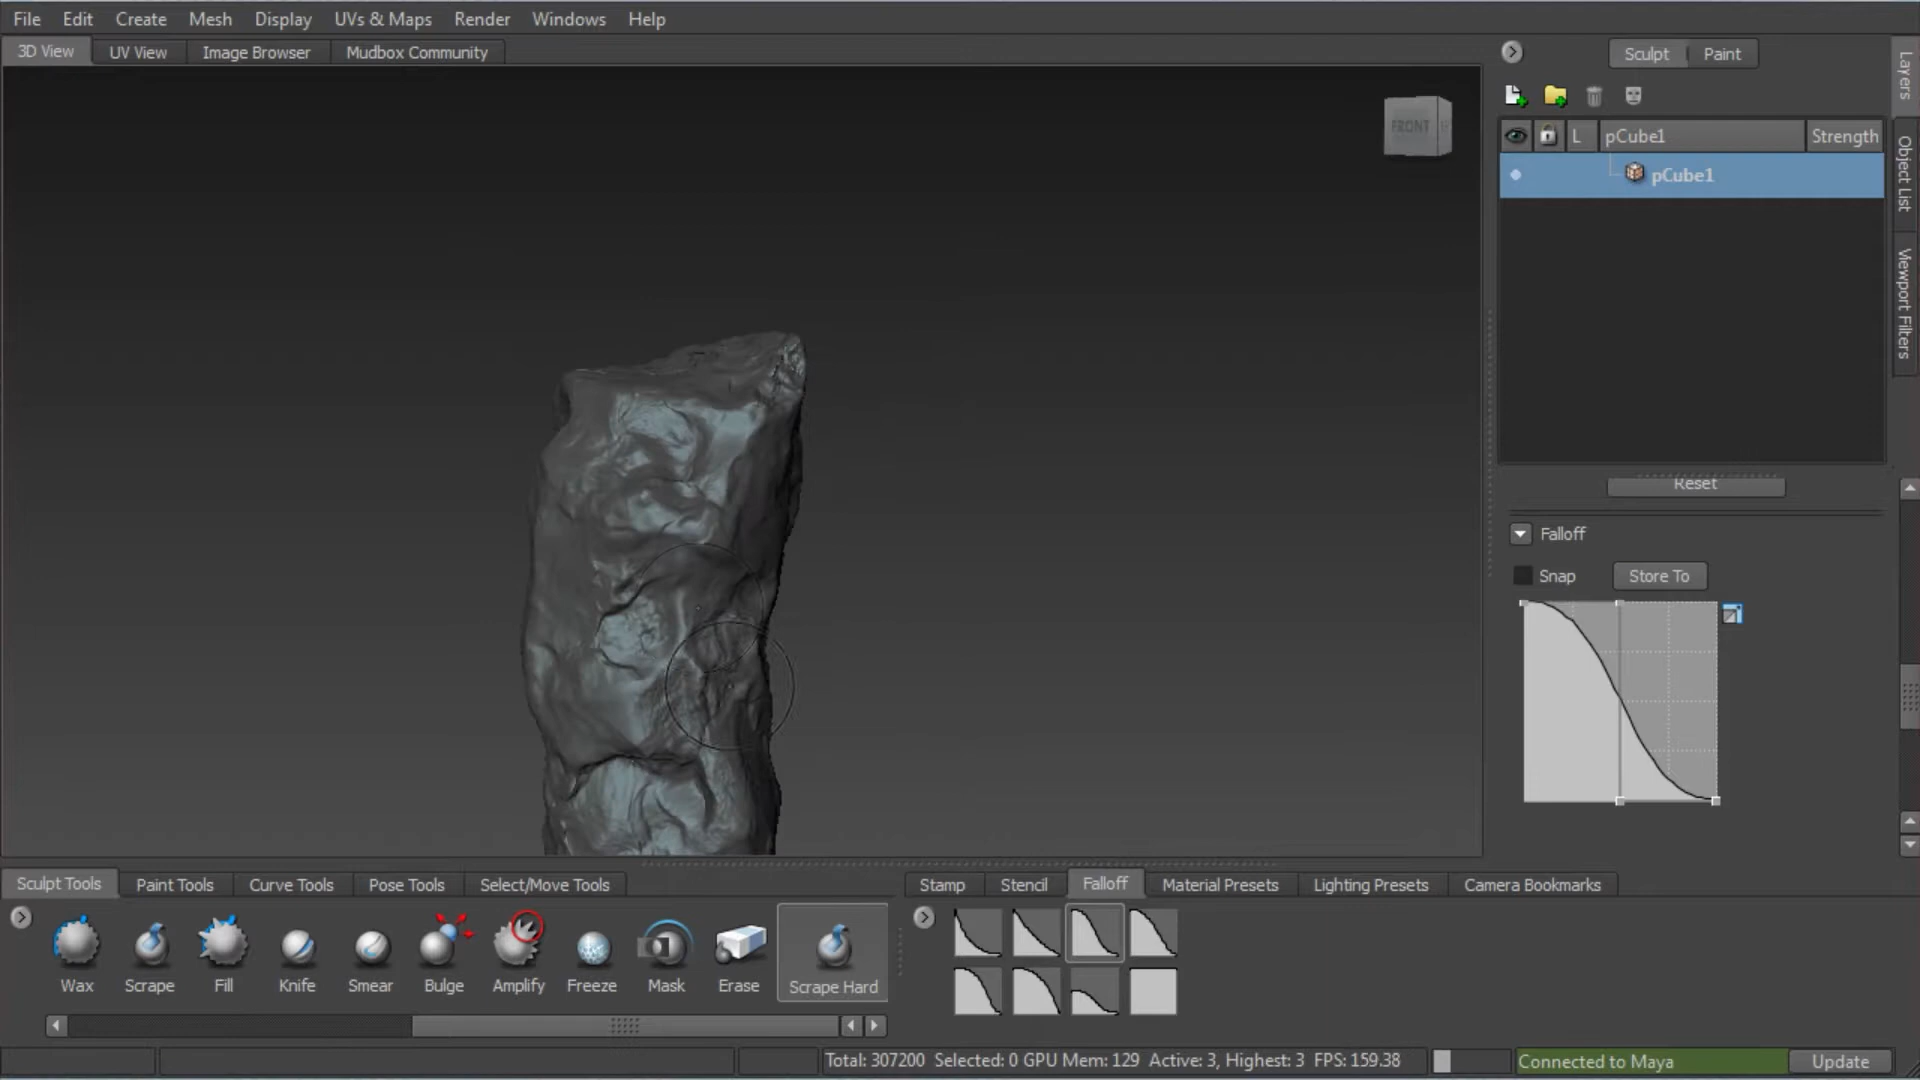 File Edit Create Mesh Display UVs & Maps Render Windows Help
3D View UV View Image Browser Mudbox Community
Sculpt Paint
Layers
Object List
Viewport Filters
FRONT
L pCube1 Strength
pCube1
Reset
Falloff
Snap Store To
Sculpt Tools Paint Tools Curve Tools Pose Tools Select/Move Tools
Stamp Stencil Falloff Material Presets Lighting Presets Camera Bookmarks
Wax Scrape Fill Knife Smear Bulge Amplify Freeze Mask Erase Scrape Hard
Total: 307200 Selected: 0 GPU Mem: 129 Active: 3, Highest: 3 FPS: 159.38
Connected to Maya Update